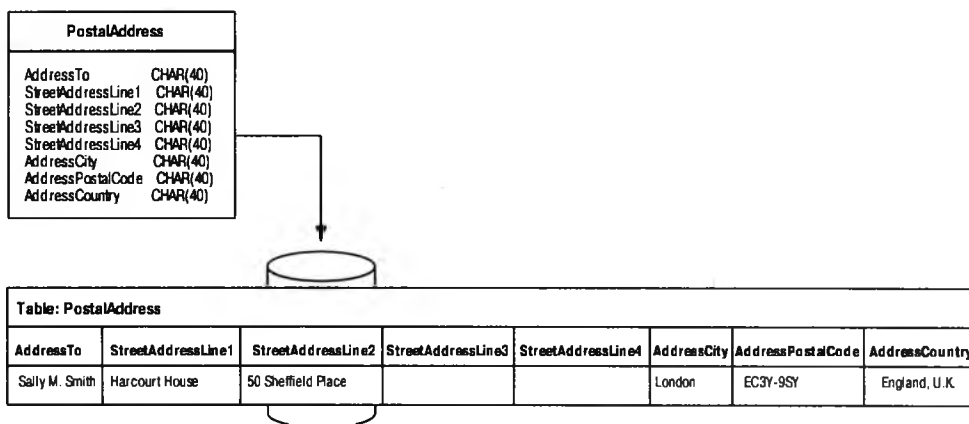 PostalAddress
AddressTo CHAR(40)
StreetAddressLine1 CHAR(40)
StreetAddressLine2 CHAR(40)
StreetAddressLine3 CHAR(40)
StreetAddressLine4 CHAR(40)
AddressCity CHAR(40)
AddressPostalCode CHAR(40)
AddressCountry CHAR(40)
Table: PostalAddress
AddressTo StreetAddressLine1 StreetAddressLine2 StreetAddressLine3 StreetAddressLine4 AddressCity AddressPostalCode AddressCountry
Sally M. Smith Harcourt House 50 Sheffield Place London EC3Y-9SY England, U.K.